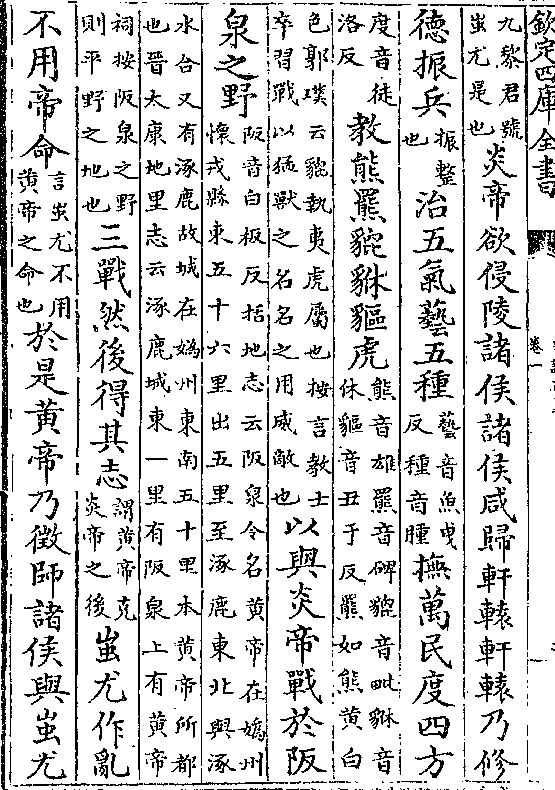 欽定四庫全書
卷一
九黎君號蚩尤是也炎帝欲侵陵諸侯諸侯咸歸軒轅軒轅乃修
德振兵振整也治五氣藝五種藝音魚曳反種音腫撫萬民度四方
度音徒洛反教熊羆貔貅貙虎熊音雄羆音碑貔音毗貅音休貙音丑于反羆如熊黄白
色郭璞云貔執夷虎屬也按言教士卒習戰以猛獸之名名之用威敵也以與炎帝戰於阪
泉之野阪音白板反括地志云阪泉今名黄帝在媯州懷戎縣東五十六里出五里至涿鹿東北與涿
水合又有涿鹿故城在媯州東南五十里本黄帝所都也晉太康地里志云涿鹿城東一里有阪泉上有黄帝
祠按阪泉之野則平野之地也三戰然後得其志謂黄帝克炎帝之後蚩尤作亂
不用帝命言蚩尤不用黄帝之命也於是黄帝乃徵師諸侯與蚩尤